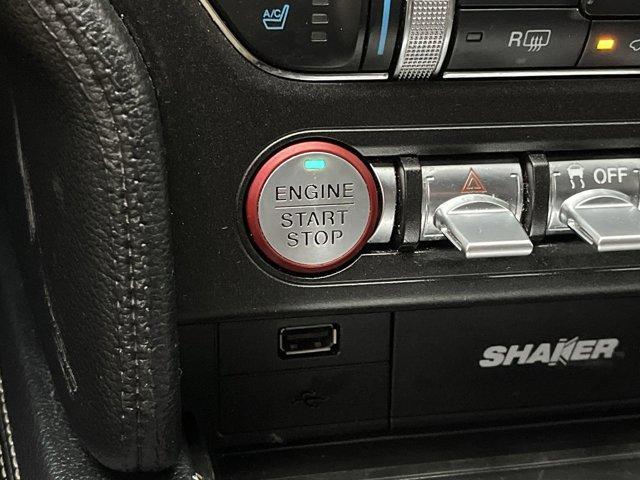 A/C
R
ENGINE
START
STOP
OFF
SHAKER